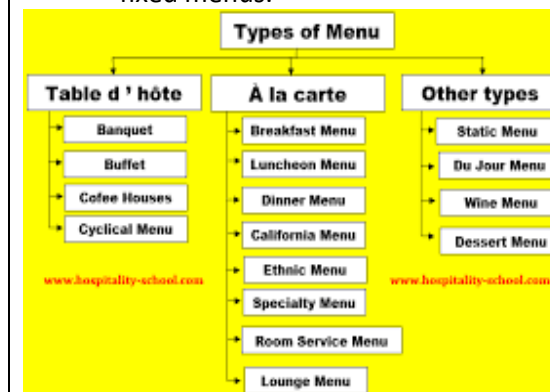 fixed menus.
Types of Menu
Table d ' hôte
Banquet
Buffet
Cofee Houses
Cyclical Menu
www.hospitality-school.com
À la carte
Breakfast Menu
Luncheon Menu
Dinner Menu
California Menu
Ethnic Menu
Specialty Menu
Room Service Menu
Lounge Menu
Other types
Static Menu
Du Jour Menu
Wine Menu
Dessert Menu
www.hospitality-school.com